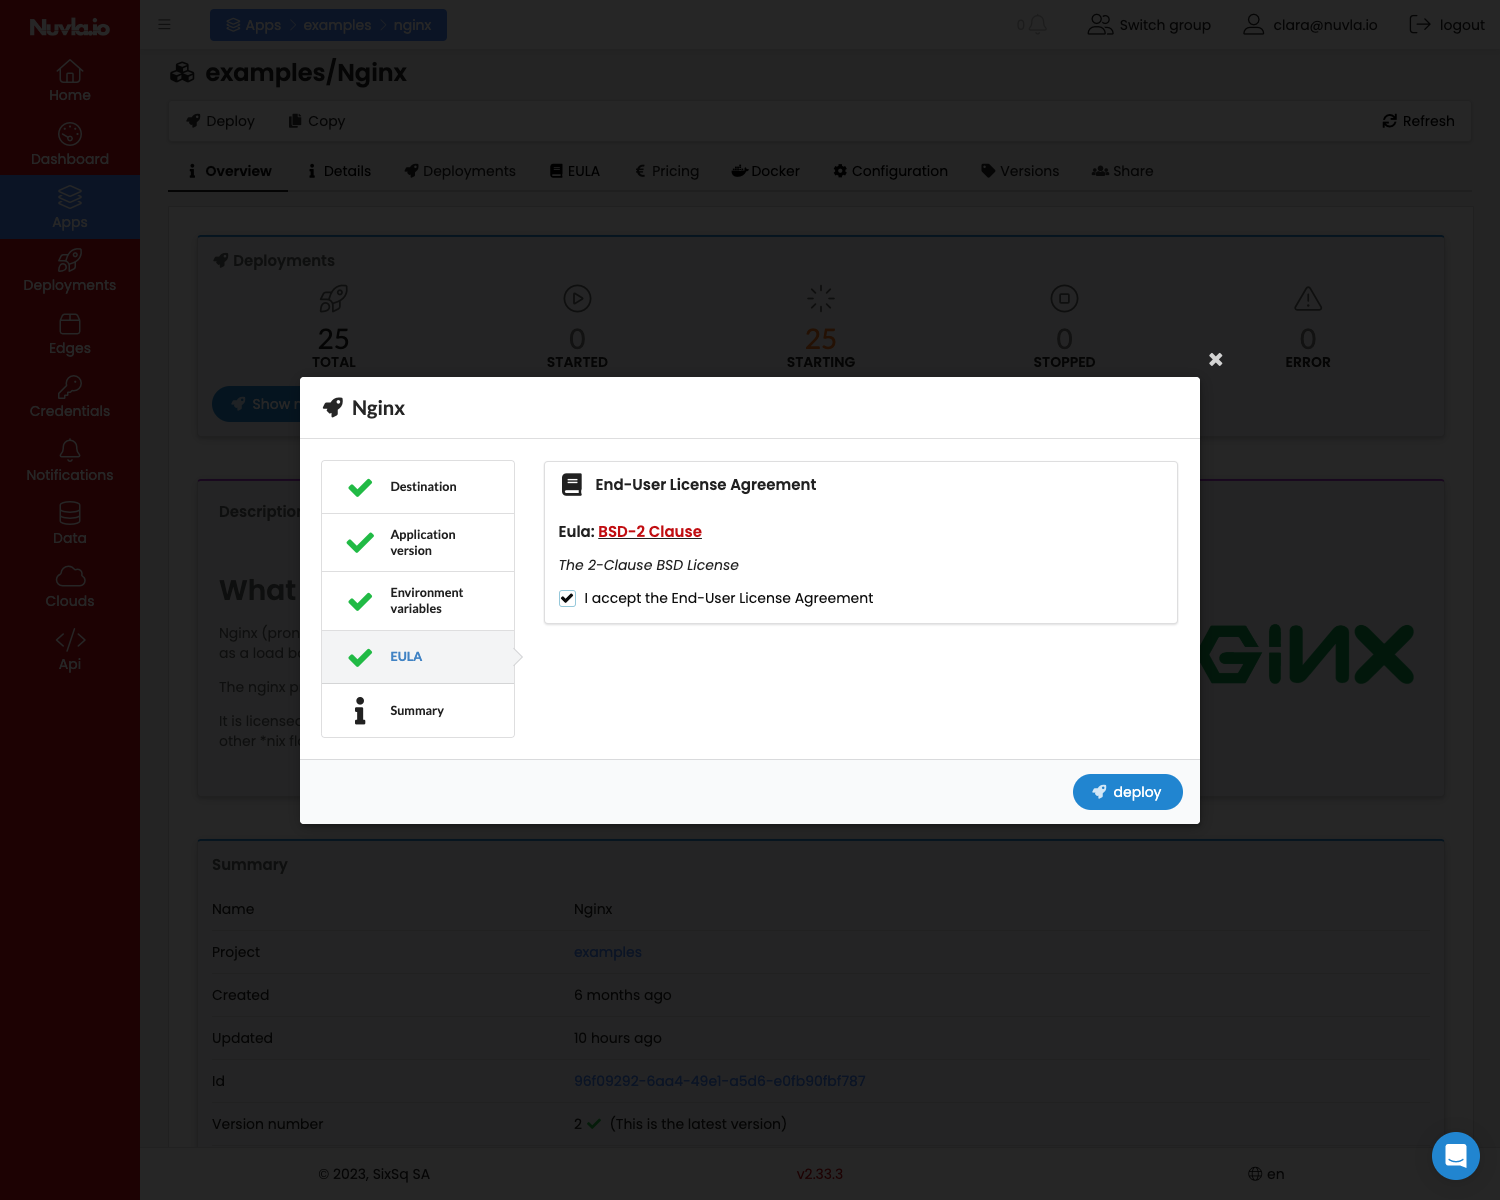 Nuvla.io
Apps > examples > nginx
0
Switch group
clara@nuvla.io
logout
Home
Dashboard
Apps
Deployments
Edges
Credentials
Notifications
Data
Clouds
Api
examples/Nginx
Deploy
Copy
Refresh
Overview
Details
Deployments
EULA
Pricing
Docker
Configuration
Versions
Share
Deployments
25
TOTAL
0
STARTED
25
STARTING
0
STOPPED
0
ERROR
Show
Nginx
Destination
Application
version
Environment
variables
EULA
Summary
End-User License Agreement
Eula: BSD-2 Clause
The 2-Clause BSD License
I accept the End-User License Agreement
deploy
Description
What
Nginx
as a load
The nginx
It is licensed
other *nix
GiNX
Summary
Name
Nginx
Project
examples
Created
6 months ago
Updated
10 hours ago
Id
96f09292-6aa4-49e1-a5d6-e0fb90fbf787
Version number
2 (This is the latest version)
© 2023, SixSq SA
v2.33.3
en